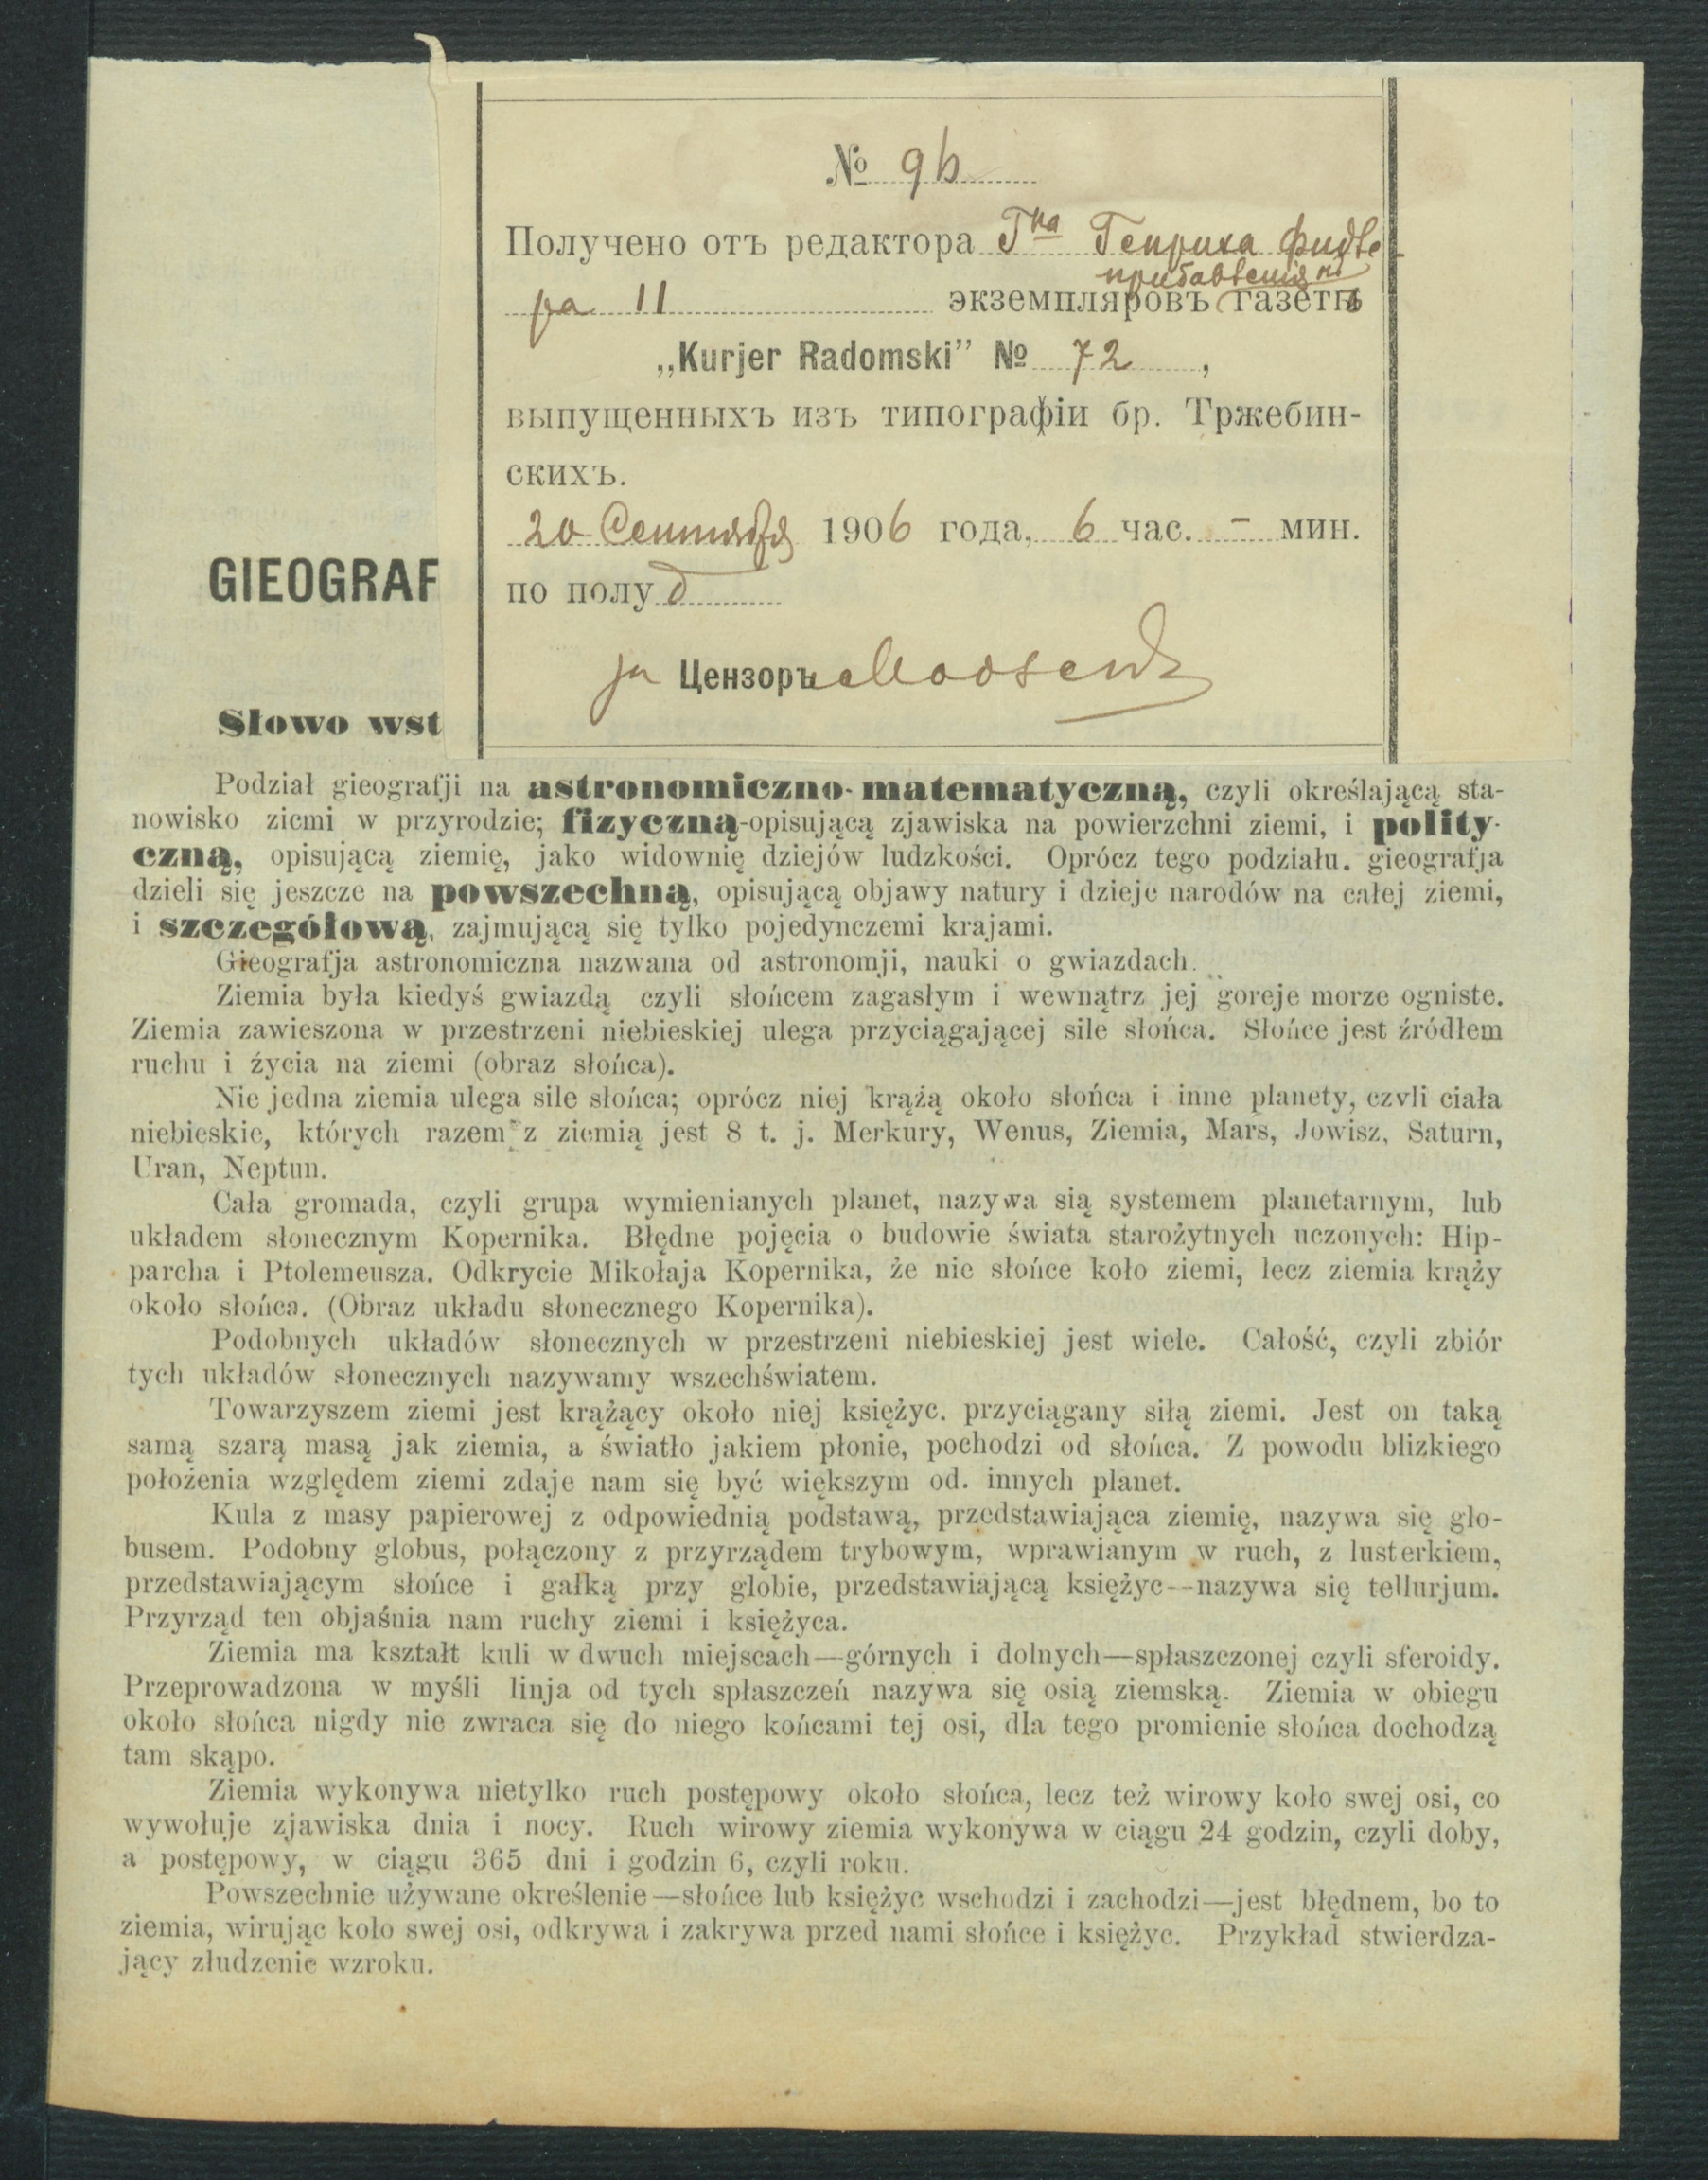 № 96
Получено отъ редактора Гна Генриха Фидле-
прибавленія къ
ра 11 экземпляровъ газеты
„Kurjer Radomski” № 72,
выпущенныхъ изъ типографіи бр. Тржебин-
скихъ.
20 Сентября 1906 года, 6 час. - мин.
по полу д
за Цензоръ
GIEOGRAF
Słowo wst
Podział gieografji na astronomiczno-matematyczną, czyli określającą sta-
nowisko ziemi w przyrodzie; fizyczną-opisującą zjawiska na powierzchni ziemi, i polity-
czną, opisującą ziemię, jako widownię dziejów ludzkości. Oprócz tego podziału. gieografja
dzieli się jeszcze na powszechną, opisującą objawy natury i dzieje narodów na całej ziemi,
i szczegółową, zajmującą się tylko pojedynczemi krajami.
Gieografja astronomiczna nazwana od astronomji, nauki o gwiazdach.
Ziemia była kiedyś gwiazdą czyli słońcem zagasłym i wewnątrz jej goreje morze ogniste.
Ziemia zawieszona w przestrzeni niebieskiej ulega przyciągającej sile słońca. Słońce jest źródłem
ruchu i życia na ziemi (obraz słońca).
Nie jedna ziemia ulega sile słońca; oprócz niej krążą około słońca i inne planety, czyli ciała
niebieskie, których razem z ziemią jest 8 t. j. Merkury, Wenus, Ziemia, Mars, Jowisz, Saturn,
Uran, Neptun.
Cała gromada, czyli grupa wymienianych planet, nazywa sią systemem planetarnym, lub
układem słonecznym Kopernika. Błędne pojęcia o budowie świata starożytnych uczonych: Hip-
parcha i Ptolemeusza. Odkrycie Mikołaja Kopernika, że nie słońce koło ziemi, lecz ziemia krąży
około słońca. (Obraz układu słonecznego Kopernika).
Podobnych układów słonecznych w przestrzeni niebieskiej jest wiele. Całość, czyli zbiór
tych układów słonecznych nazywamy wszechświatem.
Towarzyszem ziemi jest krążący około niej księżyc. przyciągany siłą ziemi. Jest on taką
samą szarą masą jak ziemia, a światło jakiem płonie, pochodzi od słońca. Z powodu blizkiego
położenia względem ziemi zdaje nam się być większym od. innych planet.
Kula z masy papierowej z odpowiednią podstawą, przedstawiająca ziemię, nazywa się glo-
busem. Podobny globus, połączony z przyrządem trybowym, wprawianym w ruch, z lusterkiem,
przedstawiającym słońce i gałką przy globie, przedstawiającą księżyc—nazywa się tellurjum.
Przyrząd ten objaśnia nam ruchy ziemi i księżyca.
Ziemia ma kształt kuli w dwuch miejscach—górnych i dolnych—spłaszczonej czyli sferoidy.
Przeprowadzona w myśli linja od tych spłaszczeń nazywa się osią ziemską. Ziemia w obiegu
około słońca nigdy nie zwraca się do niego końcami tej osi, dla tego promienie słońca dochodzą
tam skąpo.
Ziemia wykonywa nietylko ruch postępowy około słońca, lecz też wirowy koło swej osi, co
wywołuje zjawiska dnia i nocy. Ruch wirowy ziemia wykonywa w ciągu 24 godzin, czyli doby,
a postępowy, w ciągu 365 dni i godzin 6, czyli roku.
Powszechnie używane określenie—słońce lub księżyc wschodzi i zachodzi—jest błędnem, bo to
ziemia, wirując koło swej osi, odkrywa i zakrywa przed nami słońce i księżyc. Przykład stwierdza-
jący złudzenie wzroku.